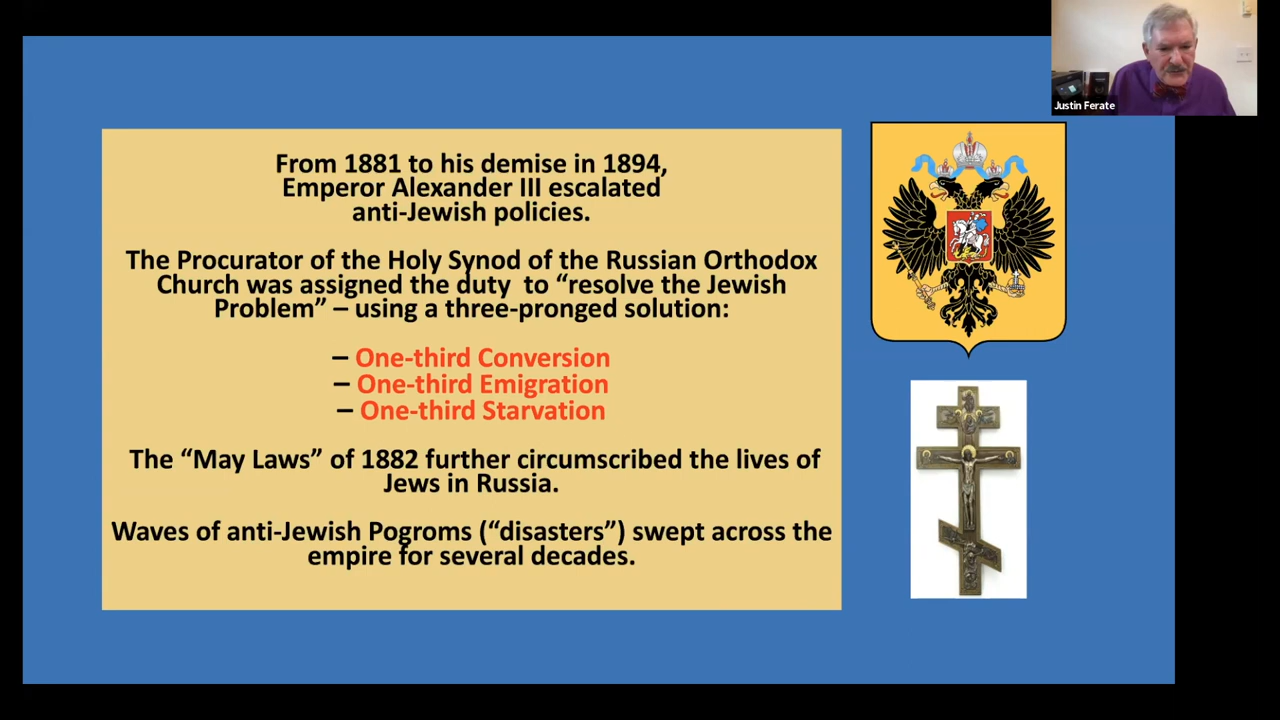 Justin Ferate
From 1881 to his demise in 1894,
Emperor Alexander III escalated
anti-Jewish policies.
The Procurator of the Holy Synod of the Russian Orthodox
Church was assigned the duty  to “resolve the Jewish
Problem” – using a three-pronged solution:
– One-third Conversion
– One-third Emigration
– One-third Starvation
The “May Laws” of 1882 further circumscribed the lives of
Jews in Russia.
Waves of anti-Jewish Pogroms (“disasters”) swept across the
empire for several decades.